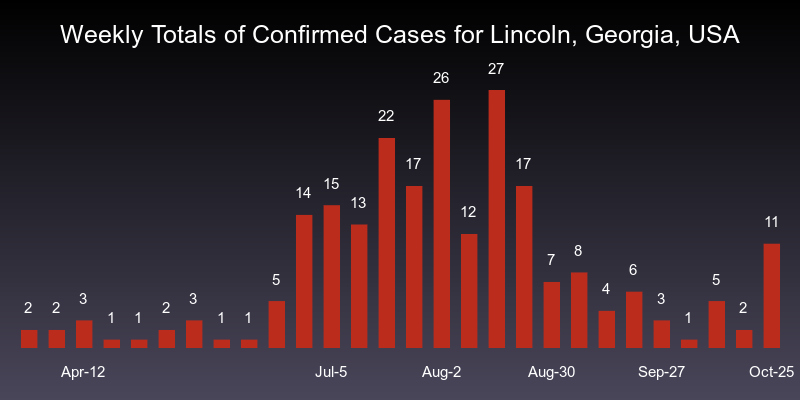 Weekly Totals of Confirmed Cases for Lincoln, Georgia, USA
2 2 3 1 1 2 3 1 1 5 14 15 13 22 17 26 12 27 17 7 8 4 6 3 1 5 2 11
Apr-12 Jul-5 Aug-2 Aug-30 Sep-27 Oct-25